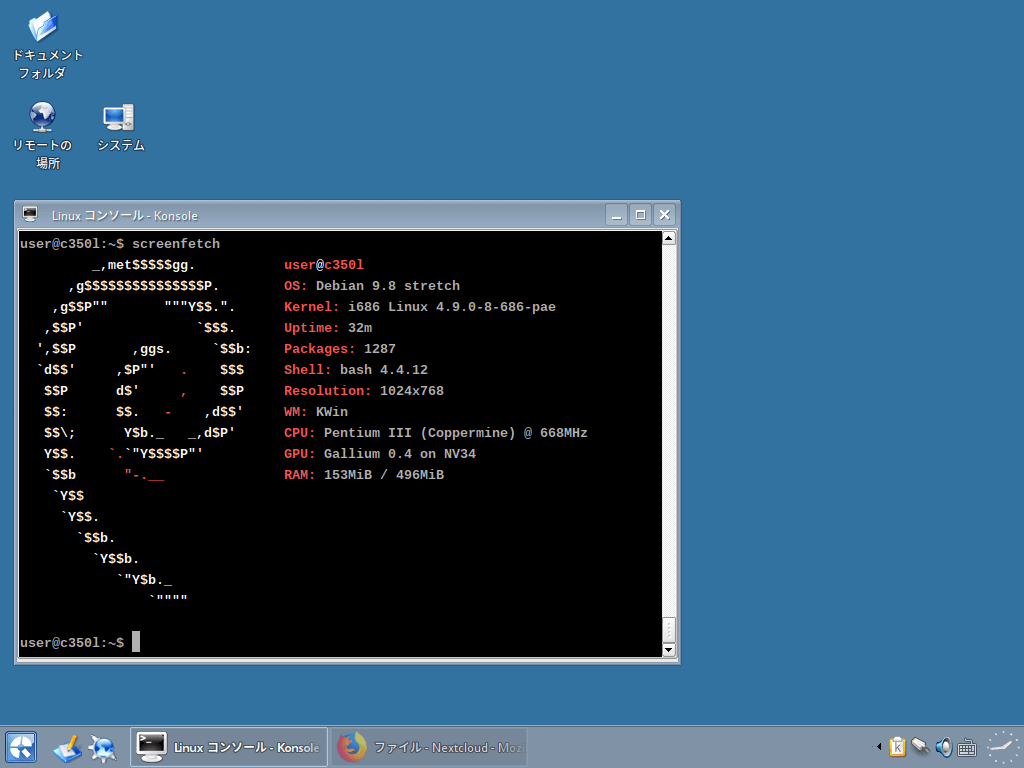 ドキュメント
フォルダ
リモートの
場所
システム
Linux コンソール - Konsole
user@c350l:~$ screenfetch
         _,met$$$$$gg.           user@c350l
      ,g$$$$$$$$$$$$$$$P.        OS: Debian 9.8 stretch
    ,g$$P""       """Y$$.".      Kernel: i686 Linux 4.9.0-8-686-pae
   ,$$P'              `$$$.      Uptime: 32m
  ',$$P       ,ggs.     `$$b:    Packages: 1287
  `d$$'     ,$P"'   .    $$$     Shell: bash 4.4.12
   $$P      d$'     ,    $$P     Resolution: 1024x768
   $$:      $$.   -    ,d$$'     WM: KWin
   $$\;      Y$b._   _,d$P'      CPU: Pentium III (Coppermine) @ 668MHz
   Y$$.    `.`"Y$$$$P"'          GPU: Gallium 0.4 on NV34
   `$$b      "-.__               RAM: 153MiB / 496MiB
    `Y$$
     `Y$$.
       `$$b.
         `Y$$b.
            `"Y$b._
                `""""
user@c350l:~$
Linux コンソール - Konsole
ファイル - Nextcloud - Moz